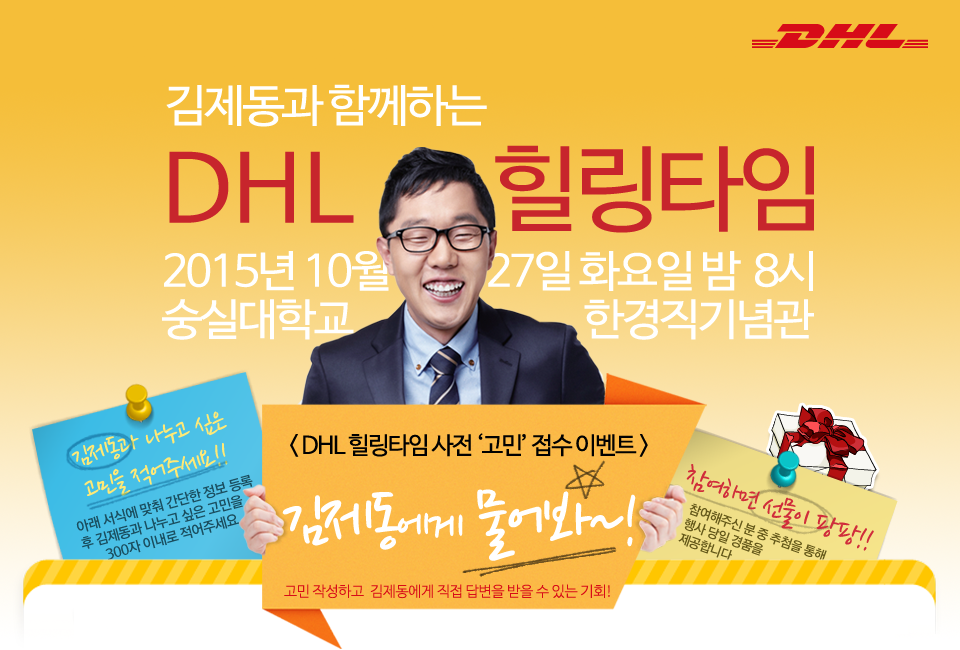 DHL
김제동과 함께하는
DHL 힐링타임
2015년 10월 27일 화요일 밤 8시
숭실대학교 한경직기념관
김제동과 나누고 싶은
고민을 적어주세요!!
아래 서식에 맞춰 간단한 정보 등록
후 김제동과 나누고 싶은 고민을
300자 이내로 적어주세요.
< DHL 힐링타임 사전 ‘고민’ 접수 이벤트 >
김제동에게 물어봐~!
고민 작성하고 김제동에게 직접 답변을 받을 수 있는 기회!
참여하면 선물이 팡팡!!
참여해주신 분 중 추첨을 통해
행사 당일 경품을
제공합니다